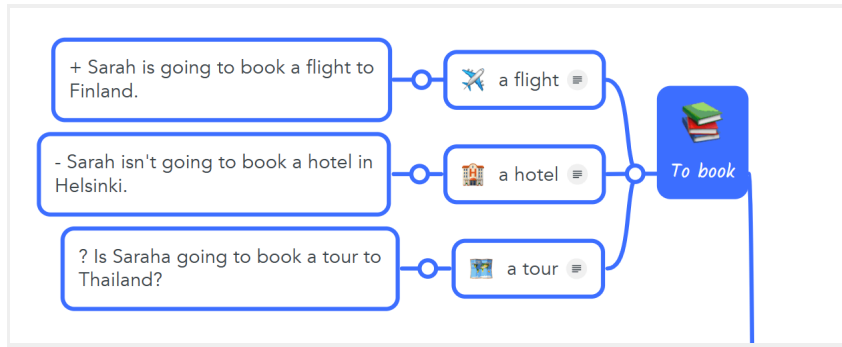 + Sarah is going to book a flight to
Finland.
a flight
- Sarah isn't going to book a hotel in
Helsinki.
a hotel
To book
? Is Saraha going to book a tour to
Thailand?
a tour